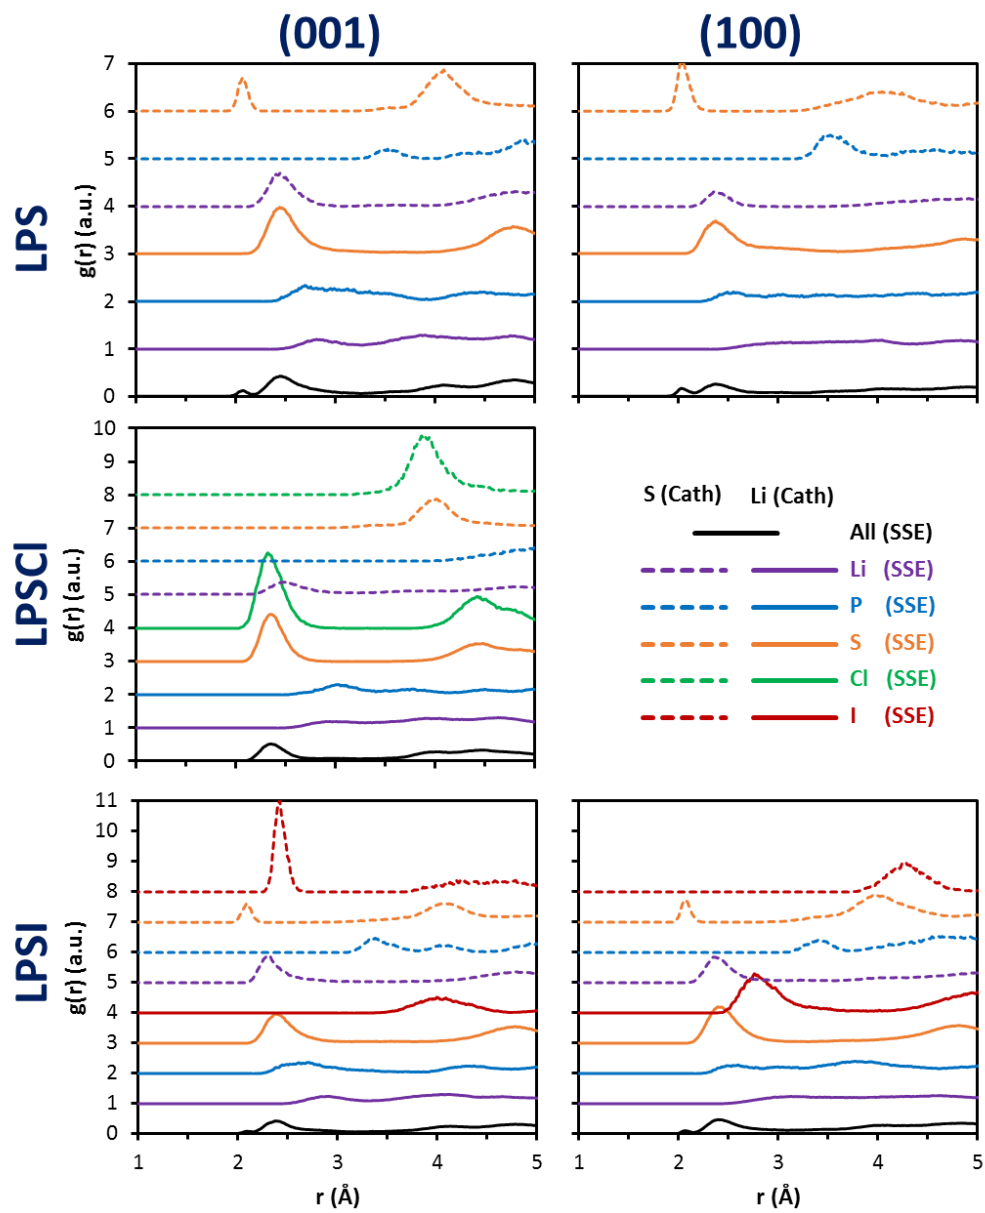 (001) (100)
LPS
g(r) (a.u.)
7
6
5
4
3
2
1
0
LPSCl
g(r) (a.u.)
10
9
8
7
6
5
4
3
2
1
0
S (Cath) Li (Cath)
All (SSE)
Li (SSE)
P (SSE)
S (SSE)
Cl (SSE)
I (SSE)
LPSI
g(r) (a.u.)
11
10
9
8
7
6
5
4
3
2
1
0
1 2 3 4 5 1 2 3 4 5
r (Å) r (Å)